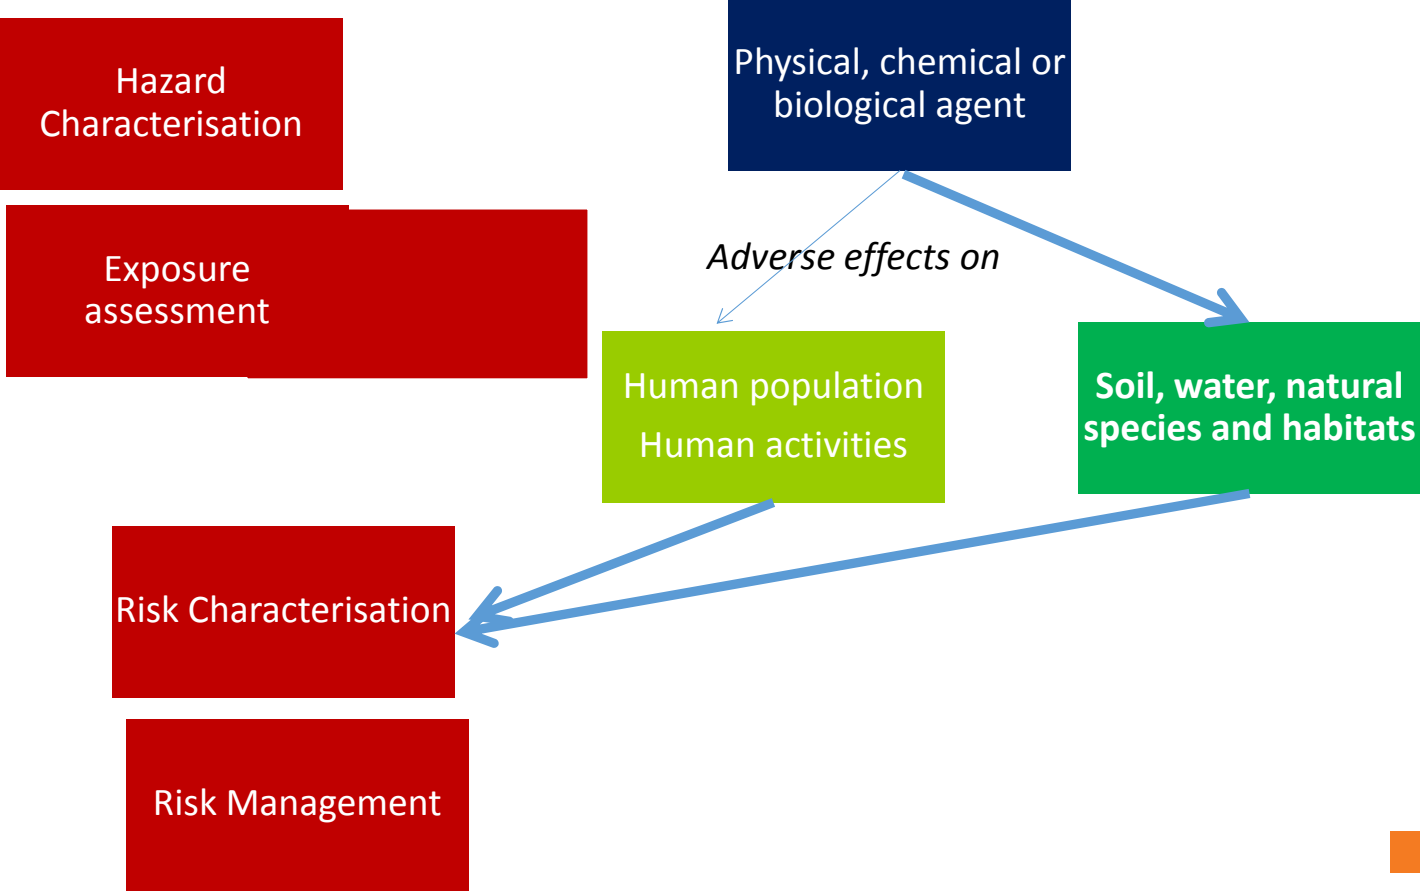 Hazard
Characterisation
Physical, chemical or
biological agent
Exposure
assessment
Adverse effects on
Human population
Human activities
Soil, water, natural
species and habitats
Risk Characterisation
Risk Management